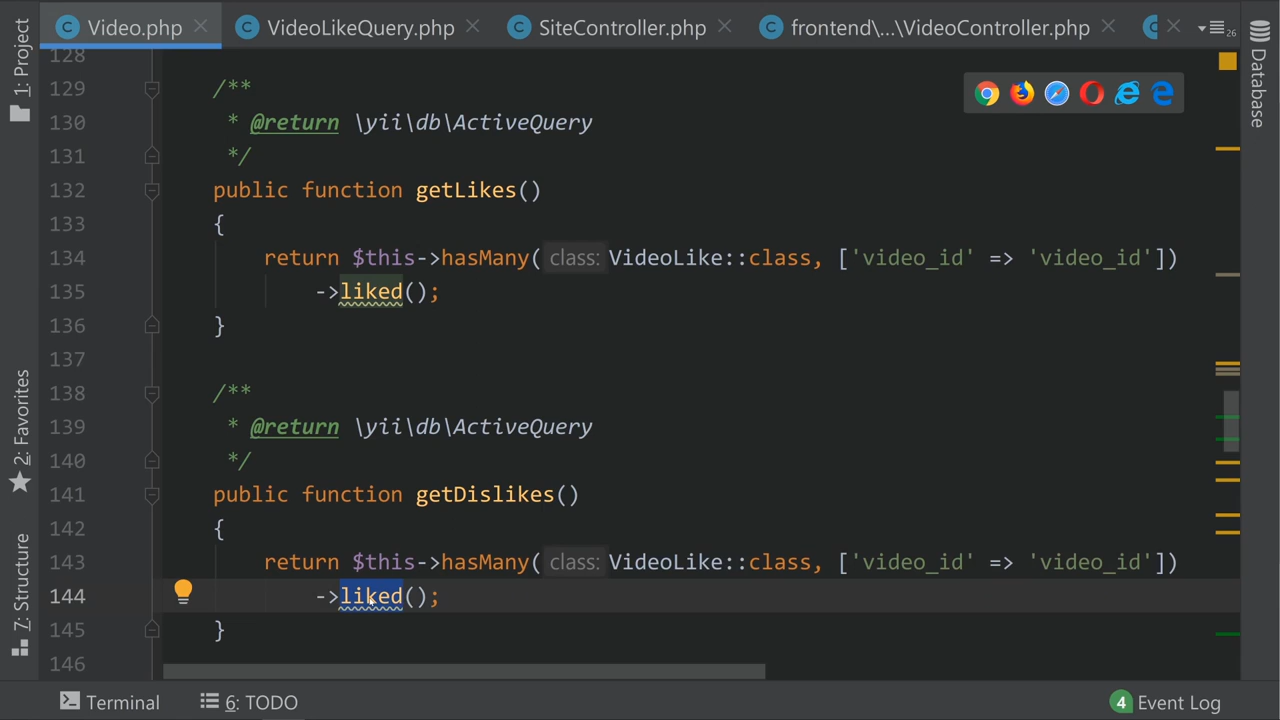 Video.php
VideoLikeQuery.php
SiteController.php
frontend\...\VideoController.php
26
1: Project
2: Favorites
7: Structure
Database
128
129 /**
130 * @return \yii\db\ActiveQuery
131 */
132 public function getLikes()
133 {
134 return $this->hasMany( class: VideoLike::class, ['video_id' => 'video_id'])
135 ->liked();
136 }
137
138 /**
139 * @return \yii\db\ActiveQuery
140 */
141 public function getDislikes()
142 {
143 return $this->hasMany( class: VideoLike::class, ['video_id' => 'video_id'])
144 ->liked();
145 }
146
Terminal
6: TODO
4 Event Log